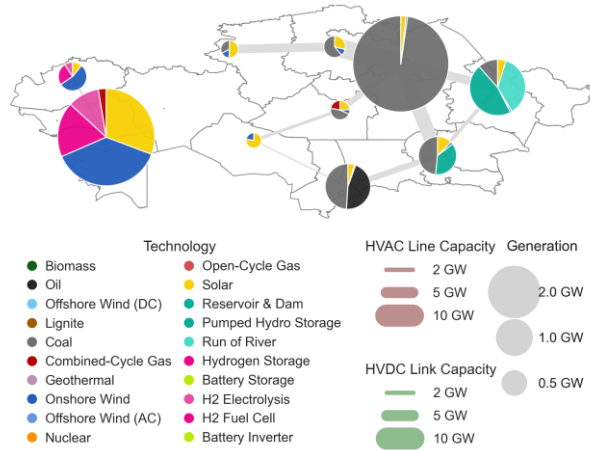 Technology
Biomass
Oil
Offshore Wind (DC)
Lignite
Coal
Combined-Cycle Gas
Geothermal
Onshore Wind
Offshore Wind (AC)
Nuclear
Open-Cycle Gas
Solar
Reservoir & Dam
Pumped Hydro Storage
Run of River
Hydrogen Storage
Battery Storage
H2 Electrolysis
H2 Fuel Cell
Battery Inverter
HVAC Line Capacity
2 GW
5 GW
10 GW
HVDC Link Capacity
2 GW
5 GW
10 GW
Generation
2.0 GW
1.0 GW
0.5 GW